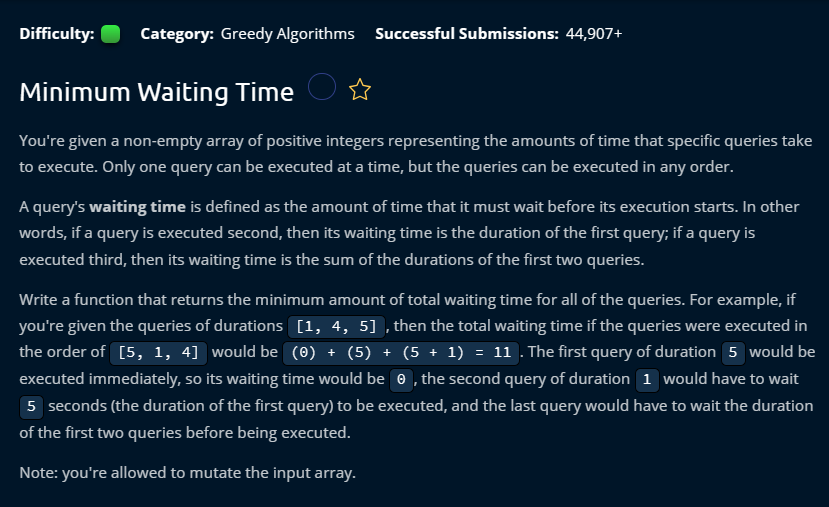 Difficulty: Category: Greedy Algorithms Successful Submissions: 44,907+
Minimum Waiting Time
You're given a non-empty array of positive integers representing the amounts of time that specific queries take
to execute. Only one query can be executed at a time, but the queries can be executed in any order.
A query's waiting time is defined as the amount of time that it must wait before its execution starts. In other
words, if a query is executed second, then its waiting time is the duration of the first query; if a query is
executed third, then its waiting time is the sum of the durations of the first two queries.
Write a function that returns the minimum amount of total waiting time for all of the queries. For example, if
you're given the queries of durations [1, 4, 5] , then the total waiting time if the queries were executed in
the order of [5, 1, 4] would be (0) + (5) + (5 + 1) = 11 . The first query of duration 5 would be
executed immediately, so its waiting time would be 0 , the second query of duration 1 would have to wait
5 seconds (the duration of the first query) to be executed, and the last query would have to wait the duration
of the first two queries before being executed.
Note: you're allowed to mutate the input array.